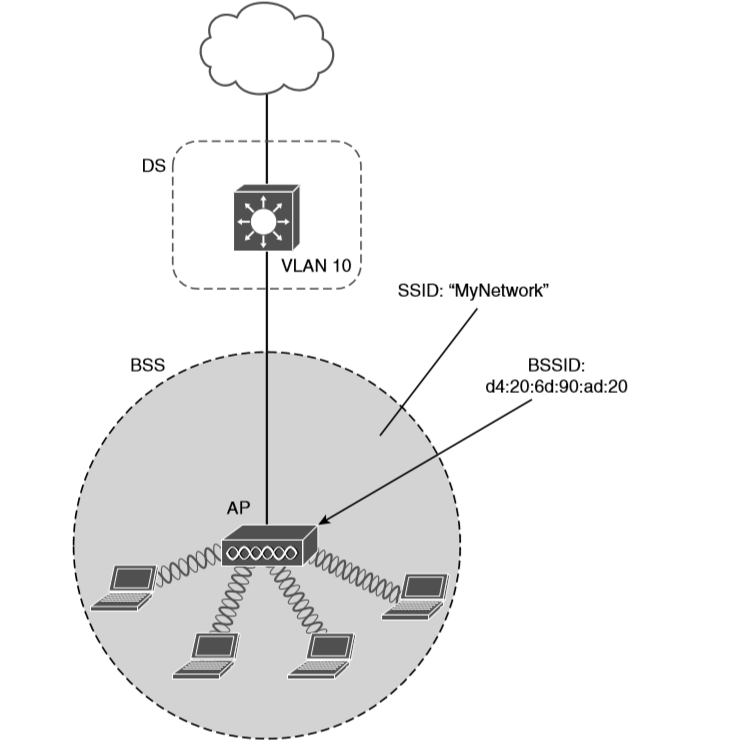 DS
VLAN 10
SSID: “MyNetwork”
BSS
BSSID:
d4:20:6d:90:ad:20
AP